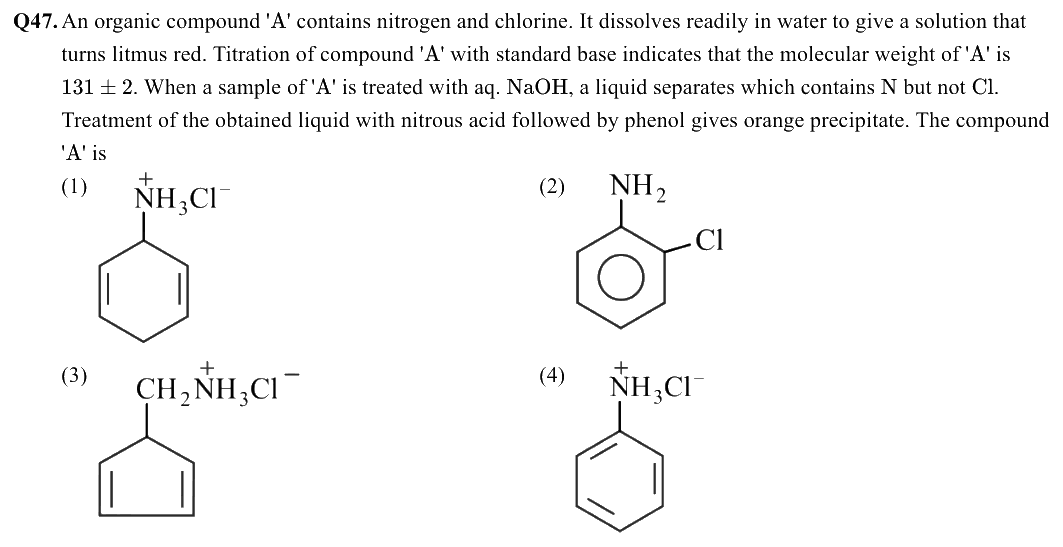 Q47. An organic compound 'A' contains nitrogen and chlorine. It dissolves readily in water to give a solution that
turns litmus red. Titration of compound 'A' with standard base indicates that the molecular weight of 'A' is
131 ± 2. When a sample of 'A' is treated with aq. NaOH, a liquid separates which contains N but not Cl.
Treatment of the obtained liquid with nitrous acid followed by phenol gives orange precipitate. The compound
'A' is
(1) N⁺H₃Cl⁻
(2) NH₂
Cl
(3) CH₂N⁺H₃Cl⁻
(4) N⁺H₃Cl⁻